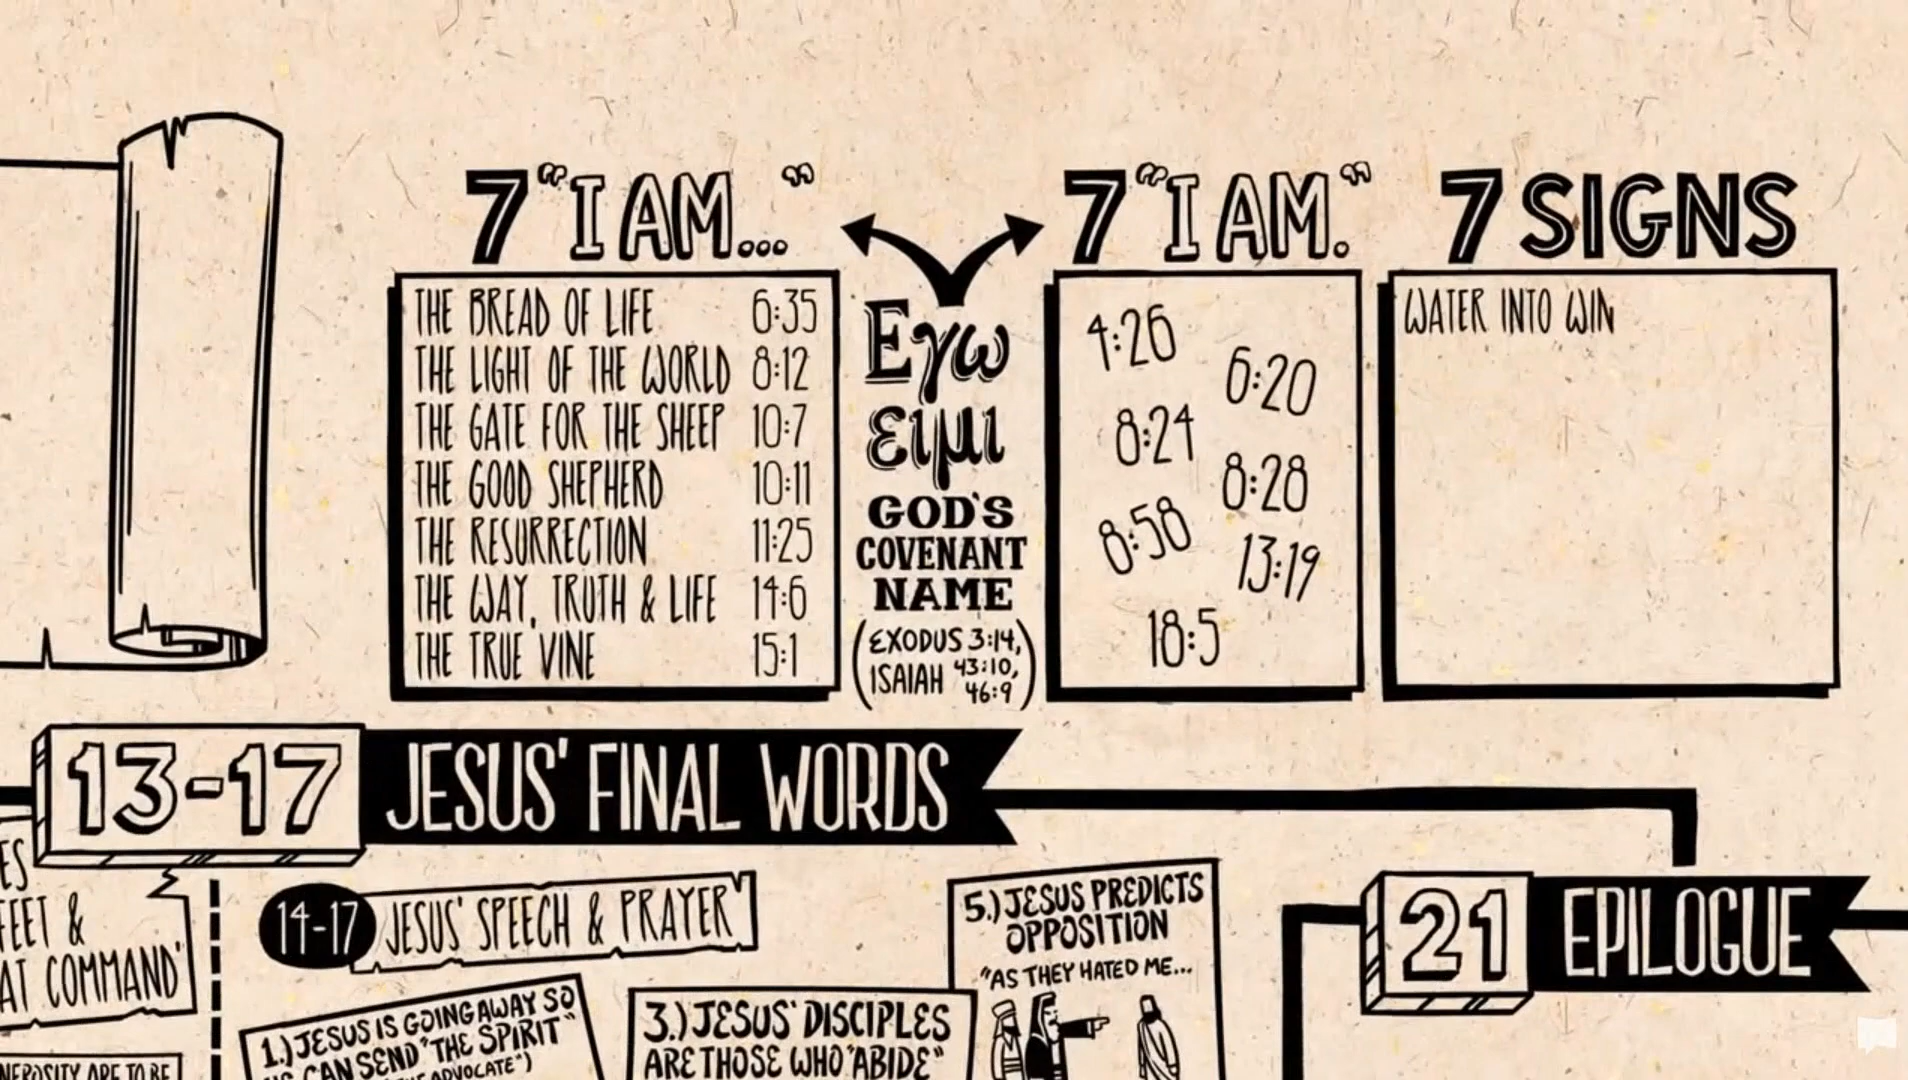 7 "I AM..."
THE BREAD OF LIFE 6:35
THE LIGHT OF THE WORLD 8:12
THE GATE FOR THE SHEEP 10:7
THE GOOD SHEPHERD 10:11
THE RESURRECTION 11:25
THE WAY, TRUTH & LIFE 14:6
THE TRUE VINE 15:1
Εγω
ειμι
GOD'S
COVENANT
NAME
(EXODUS 3:14,
ISAIAH 43:10,
46:9)
7 "I AM."
4:26
6:20
8:24
8:28
8:58
13:19
18:5
7 SIGNS
WATER INTO WIN
13-17 JESUS' FINAL WORDS
FEET &
AT COMMAND'
ARE TO BE
14-17 JESUS' SPEECH & PRAYER
1.) JESUS IS GOING AWAY SO
HE CAN SEND "THE SPIRIT"
ADVOCATE")
3.) JESUS' DISCIPLES
ARE THOSE WHO "ABIDE"
5.) JESUS PREDICTS
OPPOSITION
"AS THEY HATED ME...
21 EPILOGUE